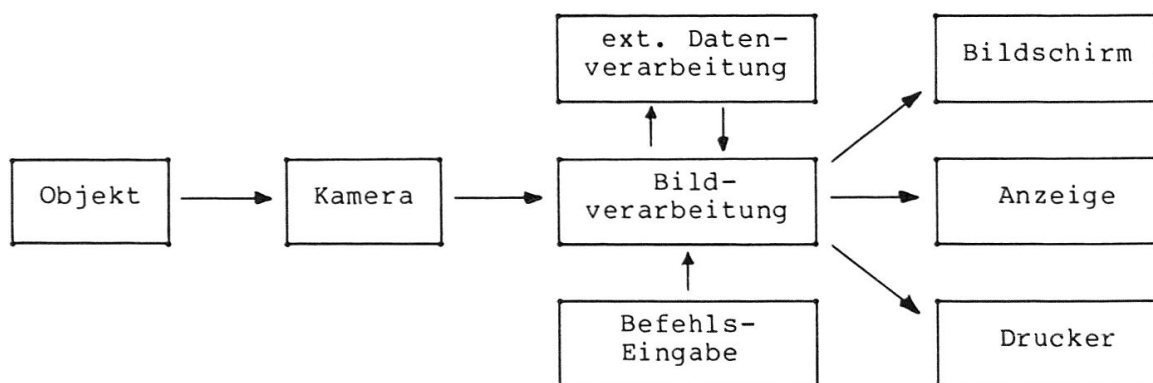 ext. Daten-
verarbeitung
Bildschirm
Objekt
Kamera
Bild-
verarbeitung
Anzeige
Befehls-
Eingabe
Drucker